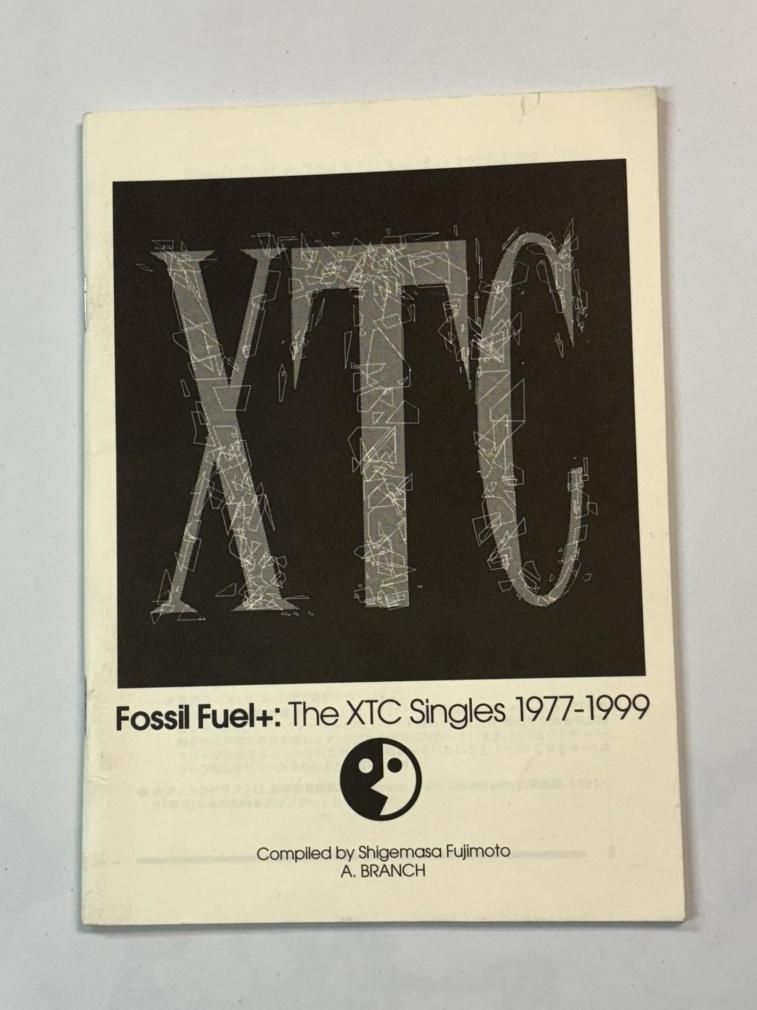 XTC
Fossil Fuel+: The XTC Singles 1977-1999
Compiled by Shigemasa Fujimoto
A. BRANCH